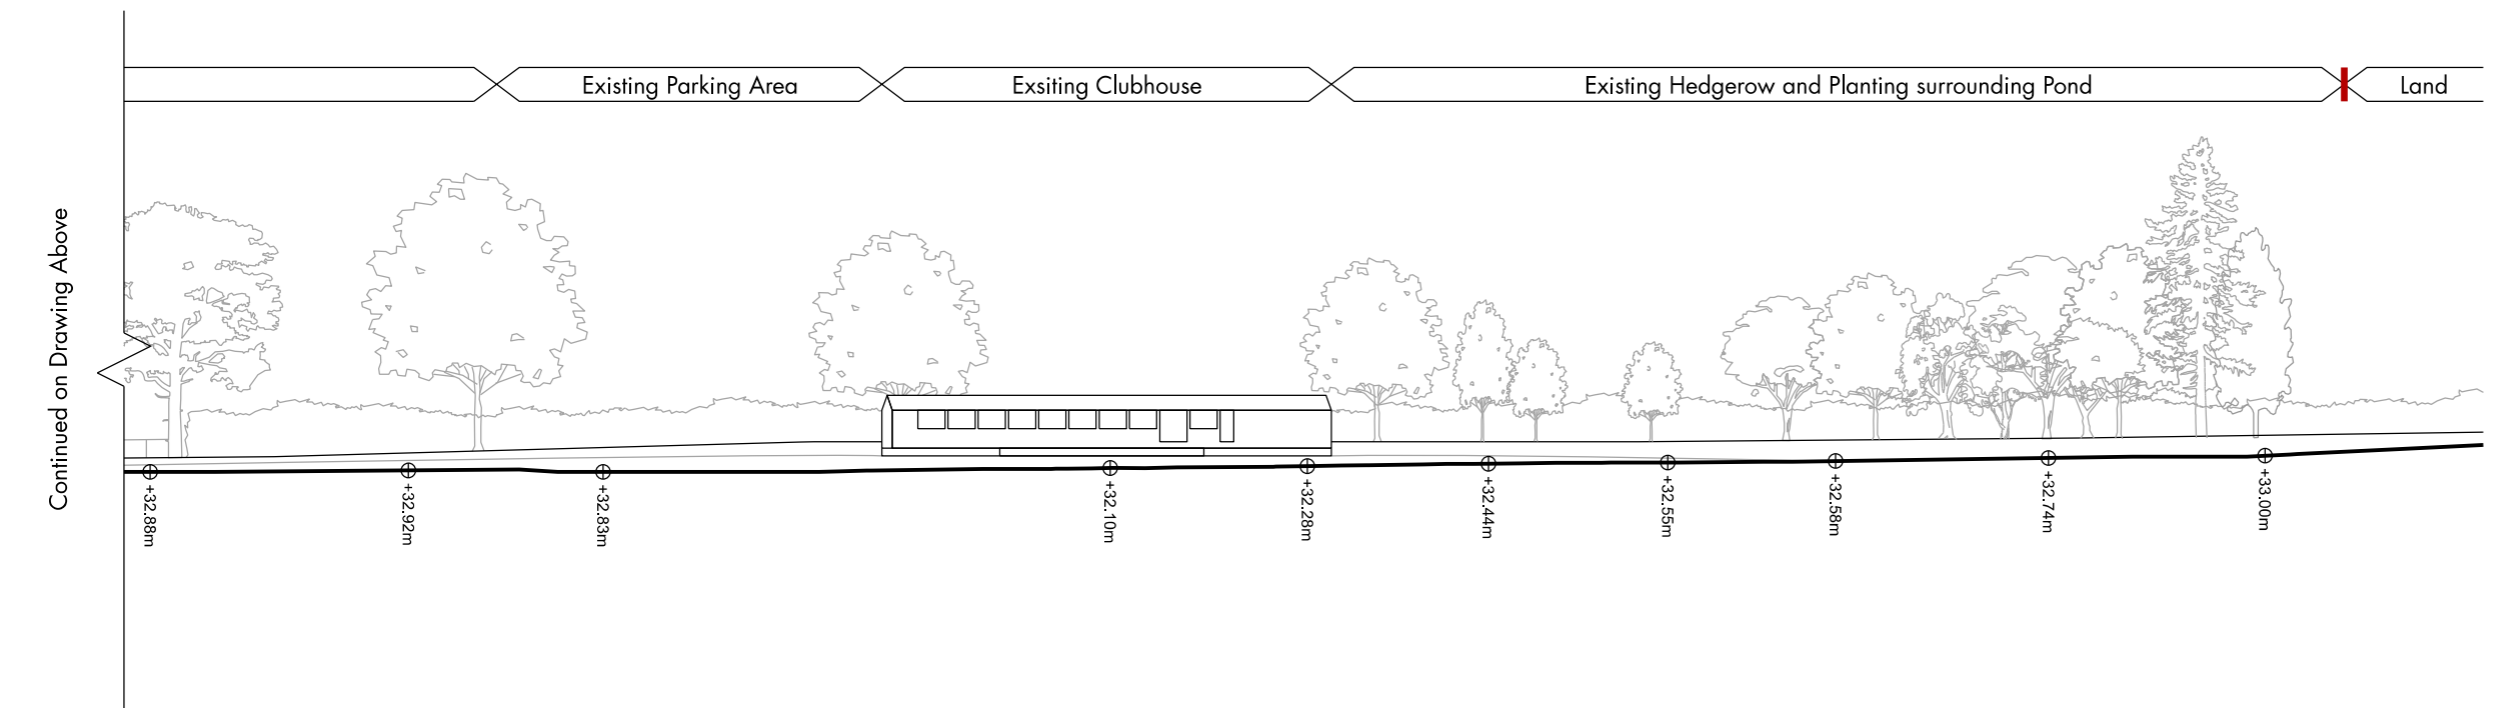 Existing Parking Area
Exsiting Clubhouse
Existing Hedgerow and Planting surrounding Pond
Land
Continued on Drawing Above
+32.88m
+32.92m
+32.83m
+32.10m
+32.28m
+32.44m
+32.55m
+32.58m
+32.74m
+33.00m